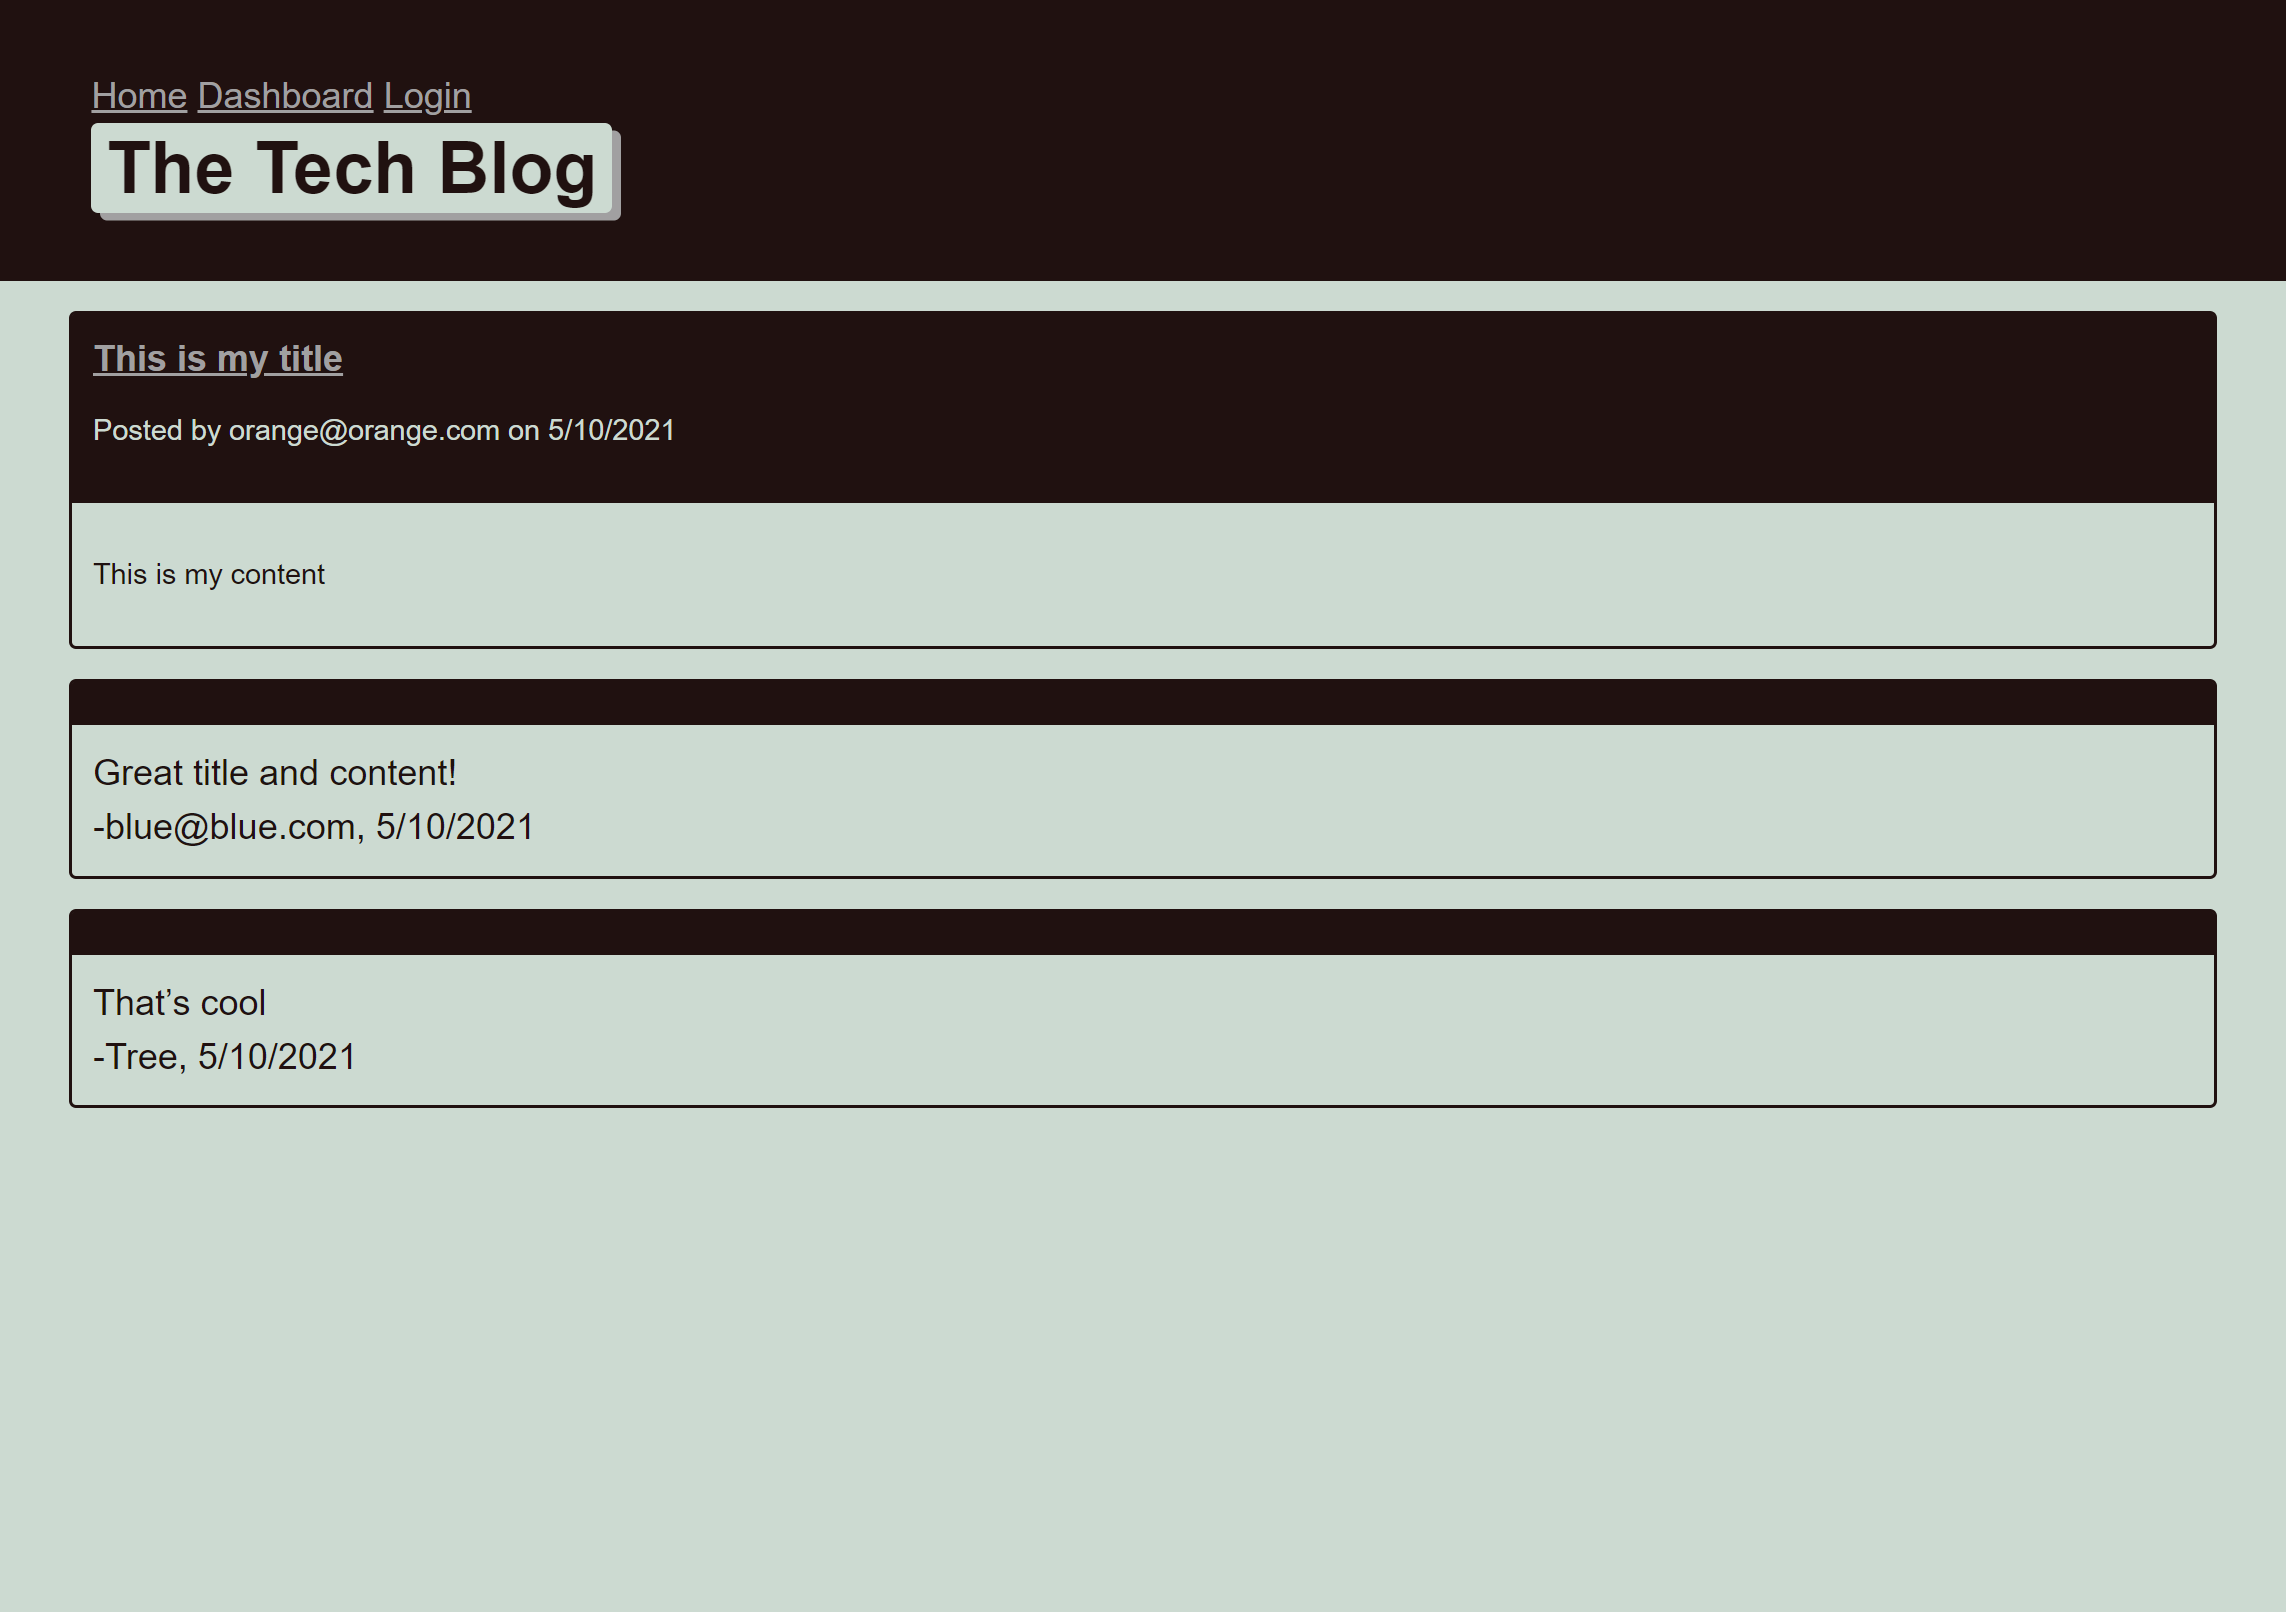 Home Dashboard Login
The Tech Blog
This is my title
Posted by orange@orange.com on 5/10/2021
This is my content
Great title and content!
-blue@blue.com, 5/10/2021
That’s cool
-Tree, 5/10/2021